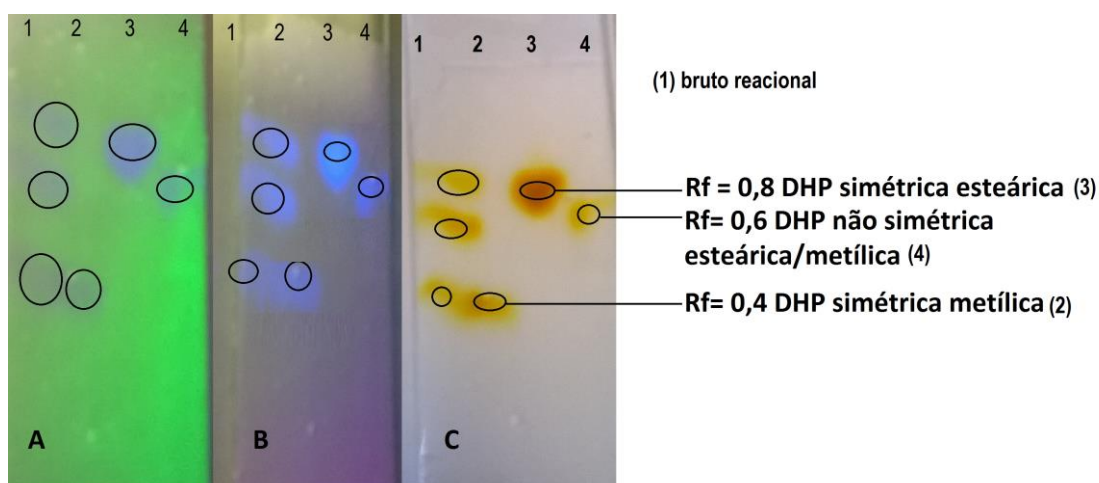 1 2 3 4
1 2 3 4
1 2 3 4
(1) bruto reacional
Rf = 0,8 DHP simétrica esteárica (3)
Rf= 0,6 DHP não simétrica
esteárica/metílica (4)
Rf= 0,4 DHP simétrica metílica (2)
A
B
C